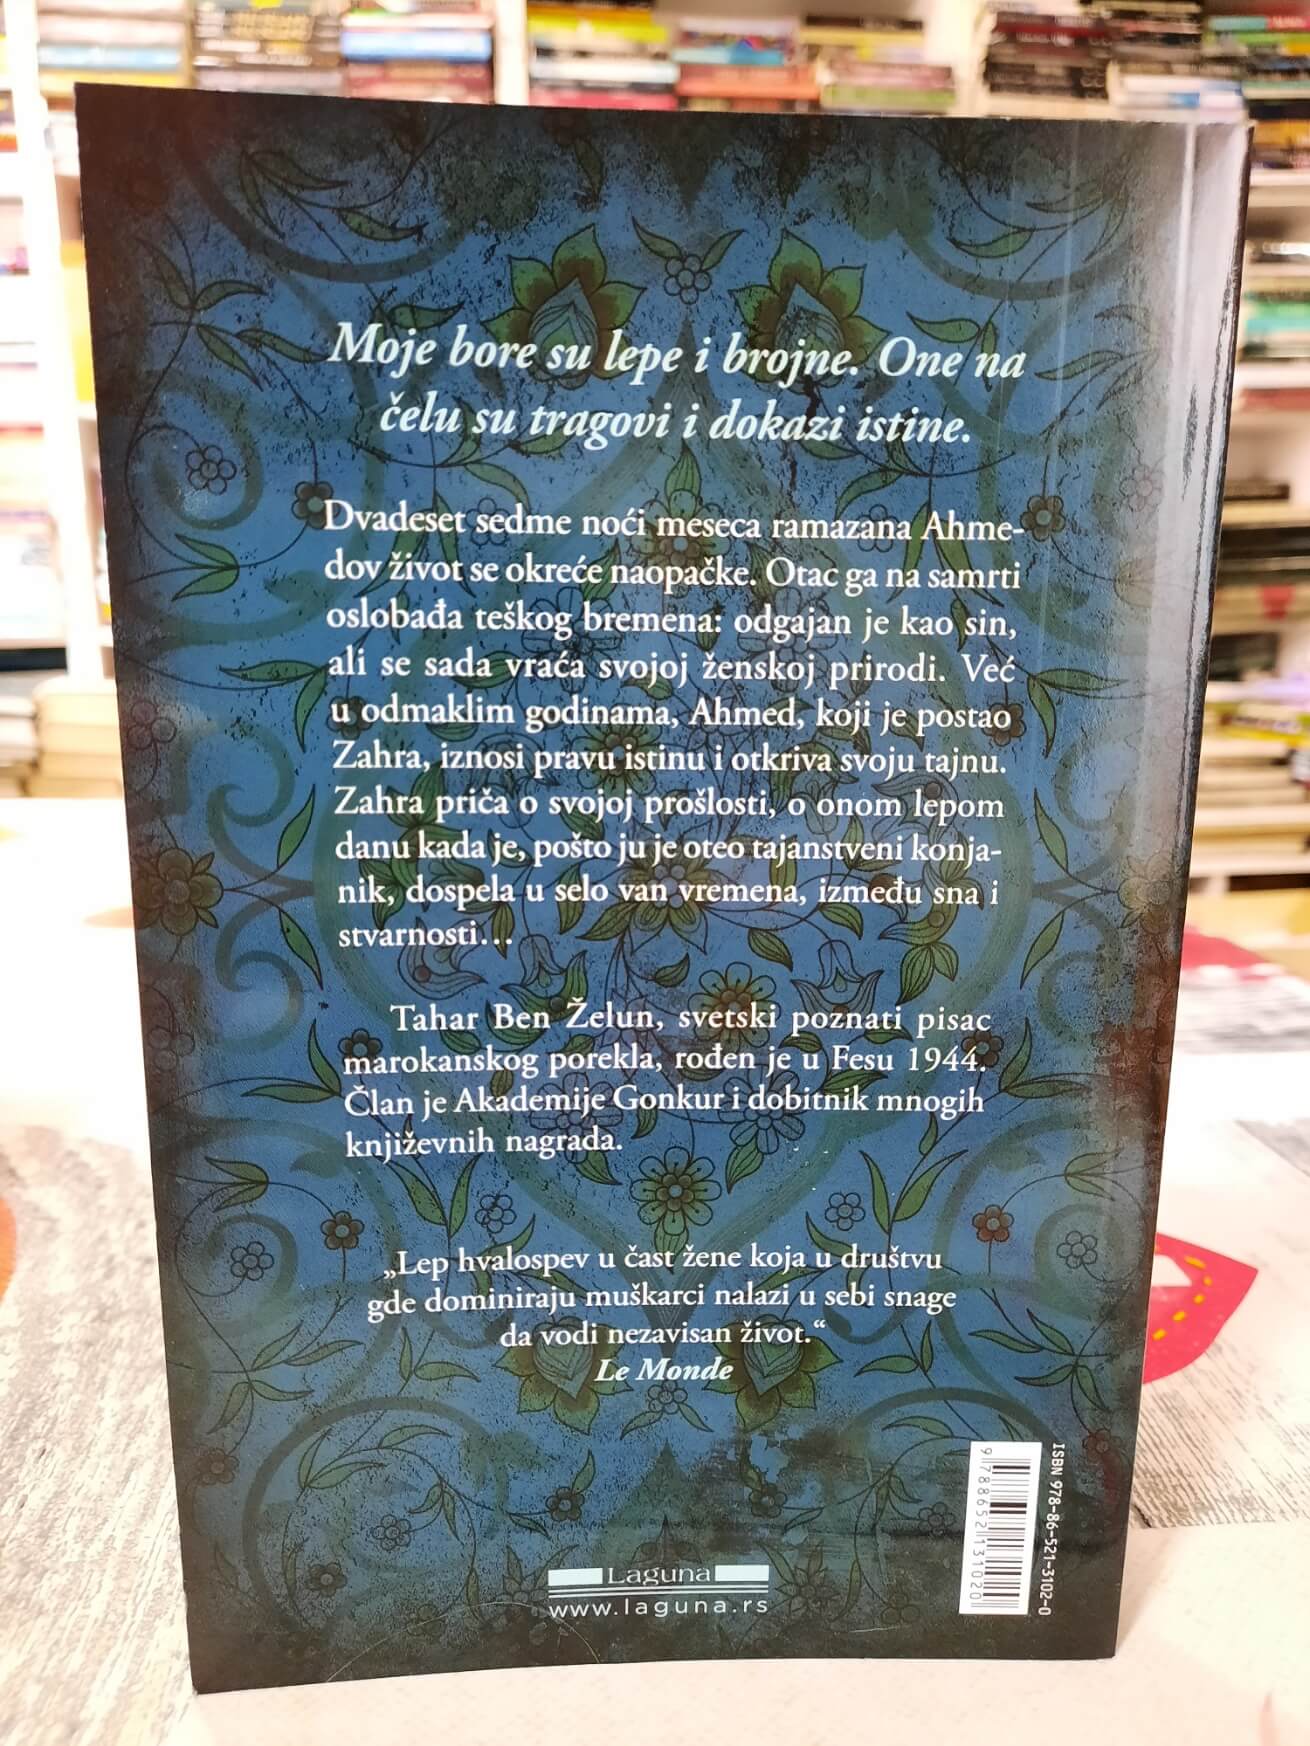 Moje bore su lepe i brojne. One na
čelu su tragovi i dokazi istine.
Dvadeset sedme noći meseca ramazana Ahme-
dov život se okreće naopačke. Otac ga na samrti
oslobađa teškog bremena: odgajan je kao sin,
ali se sada vraća svojoj ženskoj prirodi. Već
u odmaklim godinama, Ahmed, koji je postao
Zahra, iznosi pravu istinu i otkriva svoju tajnu.
Zahra priča o svojoj prošlosti, o onom lepom
danu kada je, pošto ju je oteo tajanstveni konja-
nik, dospela u selo van vremena, između sna i
stvarnosti...
Tahar Ben Želun, svetski poznati pisac
marokanskog porekla, rođen je u Fesu 1944.
Član je Akademije Gonkur i dobitnik mnogih
književnih nagrada.
„Lep hvalospev u čast žene koja u društvu
gde dominiraju muškarci nalazi u sebi snage
da vodi nezavisan život.“
Le Monde
ISBN 978-86-521-3102-0
9 788652 131020
Laguna
www.laguna.rs